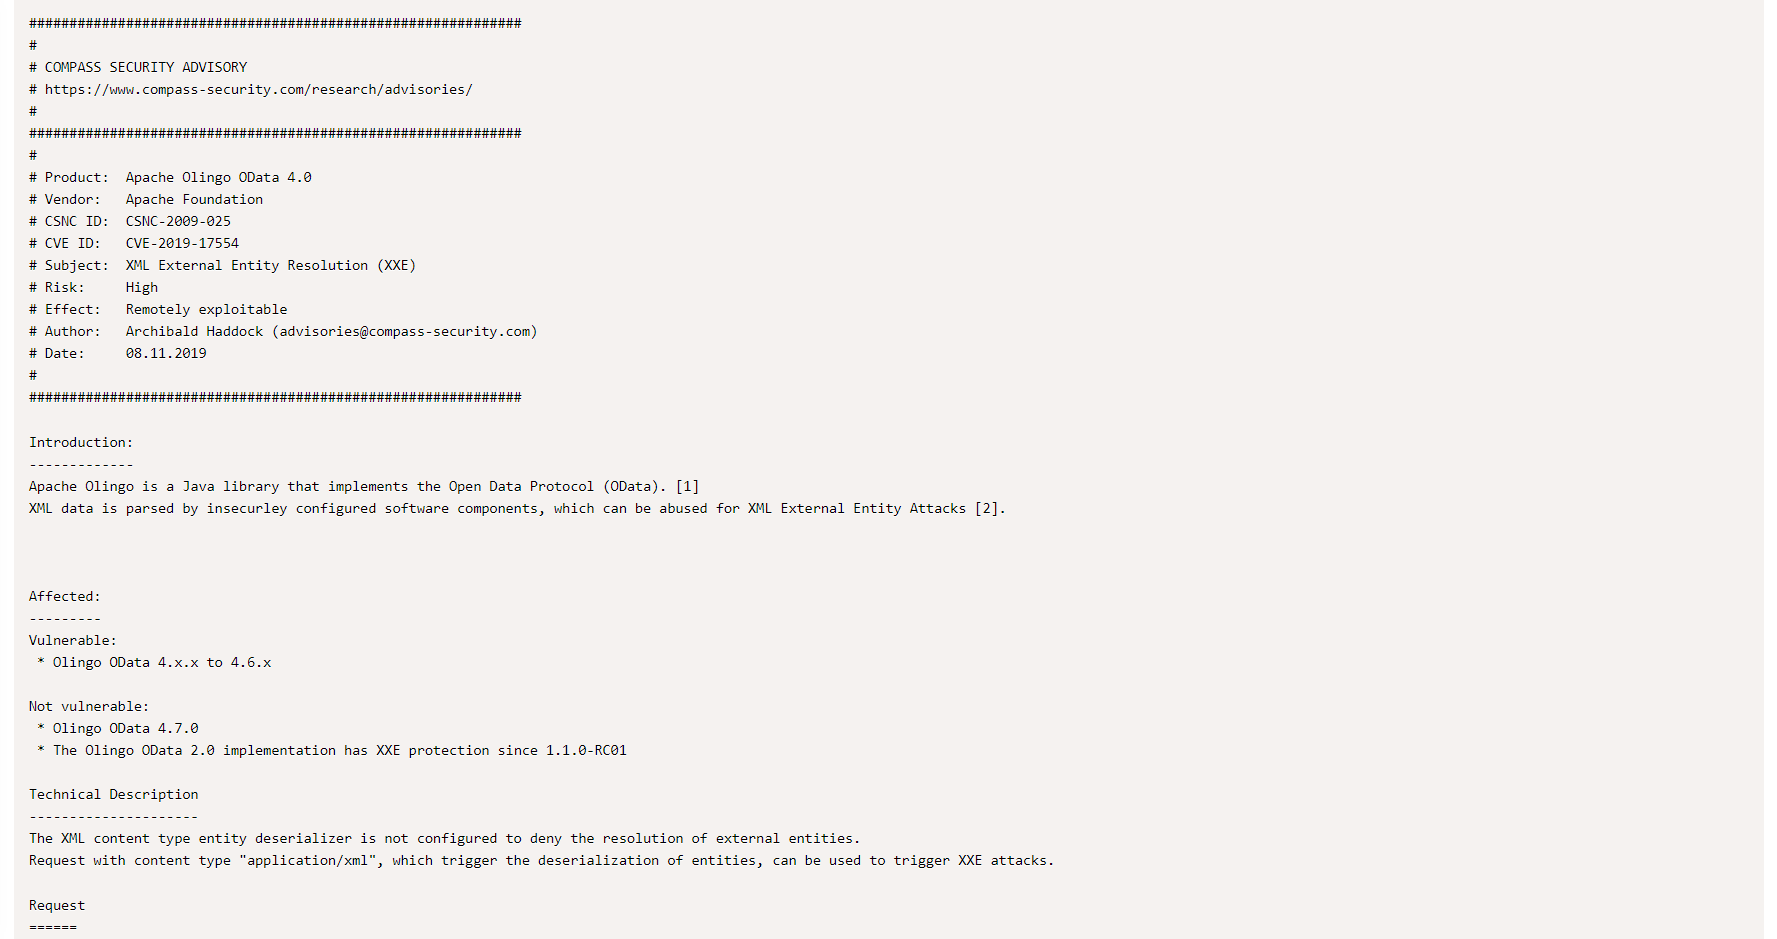 #############################################################
#
# COMPASS SECURITY ADVISORY
# https://www.compass-security.com/research/advisories/
#
#############################################################
#
# Product:  Apache Olingo OData 4.0
# Vendor:   Apache Foundation
# CSNC ID:  CSNC-2009-025
# CVE ID:   CVE-2019-17554
# Subject:  XML External Entity Resolution (XXE)
# Risk:     High
# Effect:   Remotely exploitable
# Author:   Archibald Haddock (advisories@compass-security.com)
# Date:     08.11.2019
#
#############################################################
Introduction:
-------------
Apache Olingo is a Java library that implements the Open Data Protocol (OData). [1]
XML data is parsed by insecurley configured software components, which can be abused for XML External Entity Attacks [2].
Affected:
---------
Vulnerable:
 * Olingo OData 4.x.x to 4.6.x
Not vulnerable:
 * Olingo OData 4.7.0
 * The Olingo OData 2.0 implementation has XXE protection since 1.1.0-RC01
Technical Description
---------------------
The XML content type entity deserializer is not configured to deny the resolution of external entities.
Request with content type "application/xml", which trigger the deserialization of entities, can be used to trigger XXE attacks.
Request
======